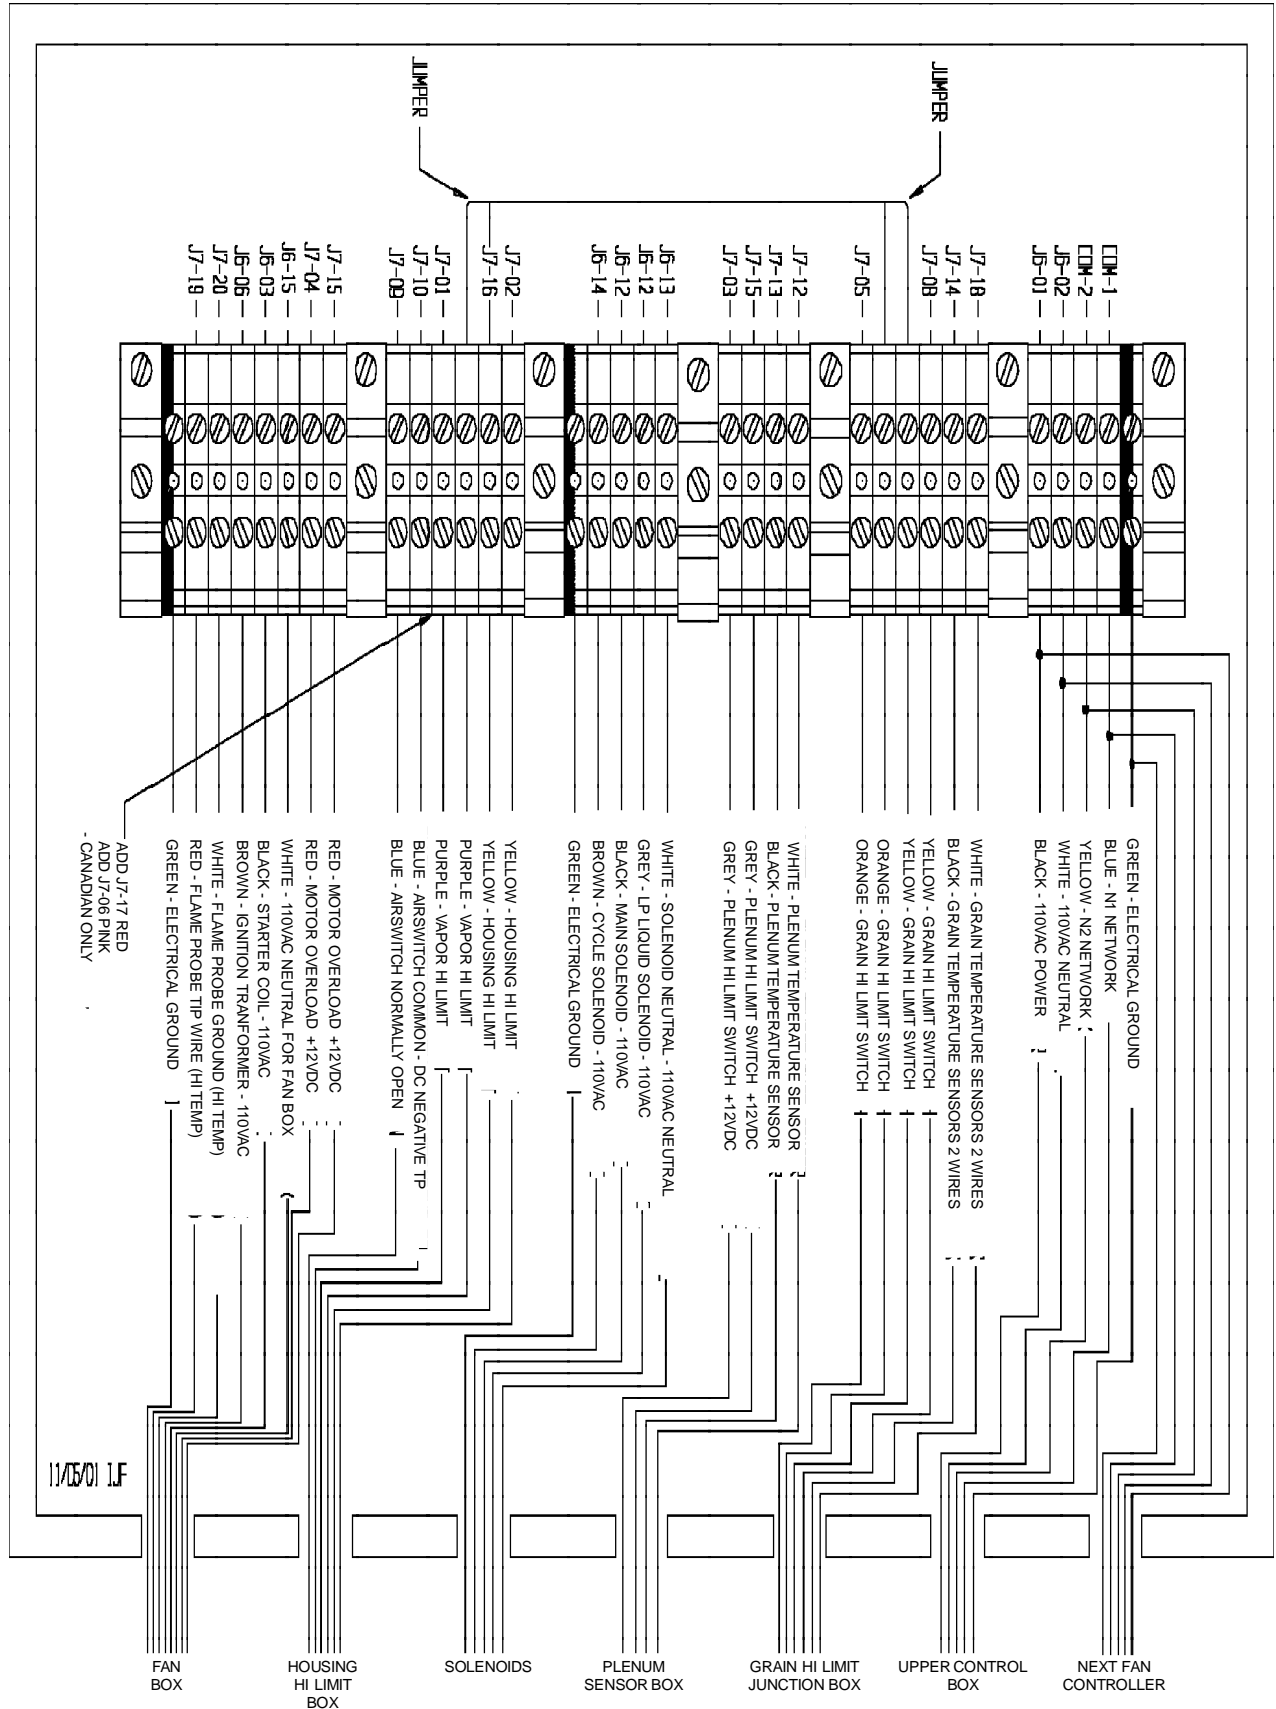 JUMPER
JUMPER
J7-19
J7-20
J6-06
J6-03
J6-15
J7-04
J7-15
J7-09
J7-10
J7-01
J7-16
J7-02
J6-14
J6-12
J6-12
J6-13
J7-03
J7-15
J7-13
J7-12
J7-05
J7-08
J7-14
J7-18
J6-01
J6-02
COM-2
COM-1
ADD J7-17 RED
ADD J7-06 PINK
- CANADIAN ONLY
GREEN - ELECTRICAL GROUND
RED - FLAME PROBE TIP WIRE (HI TEMP)
WHITE - FLAME PROBE GROUND (HI TEMP)
BROWN - IGNITION TRANFORMER - 110VAC
BLACK - STARTER COIL - 110VAC
WHITE - 110VAC NEUTRAL FOR FAN BOX
RED - MOTOR OVERLOAD +12VDC
RED - MOTOR OVERLOAD +12VDC
BLUE - AIRSWITCH NORMALLY OPEN
BLUE - AIRSWITCH COMMON - DC NEGATIVE TP
PURPLE - VAPOR HI LIMIT
PURPLE - VAPOR HI LIMIT
YELLOW - HOUSING HI LIMIT
YELLOW - HOUSING HI LIMIT
GREEN - ELECTRICAL GROUND
BROWN - CYCLE SOLENOID - 110VAC
BLACK - MAIN SOLENOID - 110VAC
GREY - LP LIQUID SOLENOID - 110VAC
WHITE - SOLENOID NEUTRAL - 110VAC NEUTRAL
GREY - PLENUM HI LIMIT SWITCH +12VDC
GREY - PLENUM HI LIMIT SWITCH +12VDC
BLACK - PLENUM TEMPERATURE SENSOR
WHITE - PLENUM TEMPERATURE SENSOR
ORANGE - GRAIN HI LIMIT SWITCH
ORANGE - GRAIN HI LIMIT SWITCH
YELLOW - GRAIN HI LIMIT SWITCH
YELLOW - GRAIN HI LIMIT SWITCH
BLACK - GRAIN TEMPERATURE SENSORS 2 WIRES
WHITE - GRAIN TEMPERATURE SENSORS 2 WIRES
BLACK - 110VAC POWER
WHITE - 110VAC NEUTRAL
YELLOW - N2 NETWORK
BLUE - N1 NETWORK
GREEN - ELECTRICAL GROUND
11/05/01 IJF
FAN
BOX
HOUSING
HI LIMIT
BOX
SOLENOIDS
PLENUM
SENSOR BOX
GRAIN HI LIMIT
JUNCTION BOX
UPPER CONTROL
BOX
NEXT FAN
CONTROLLER